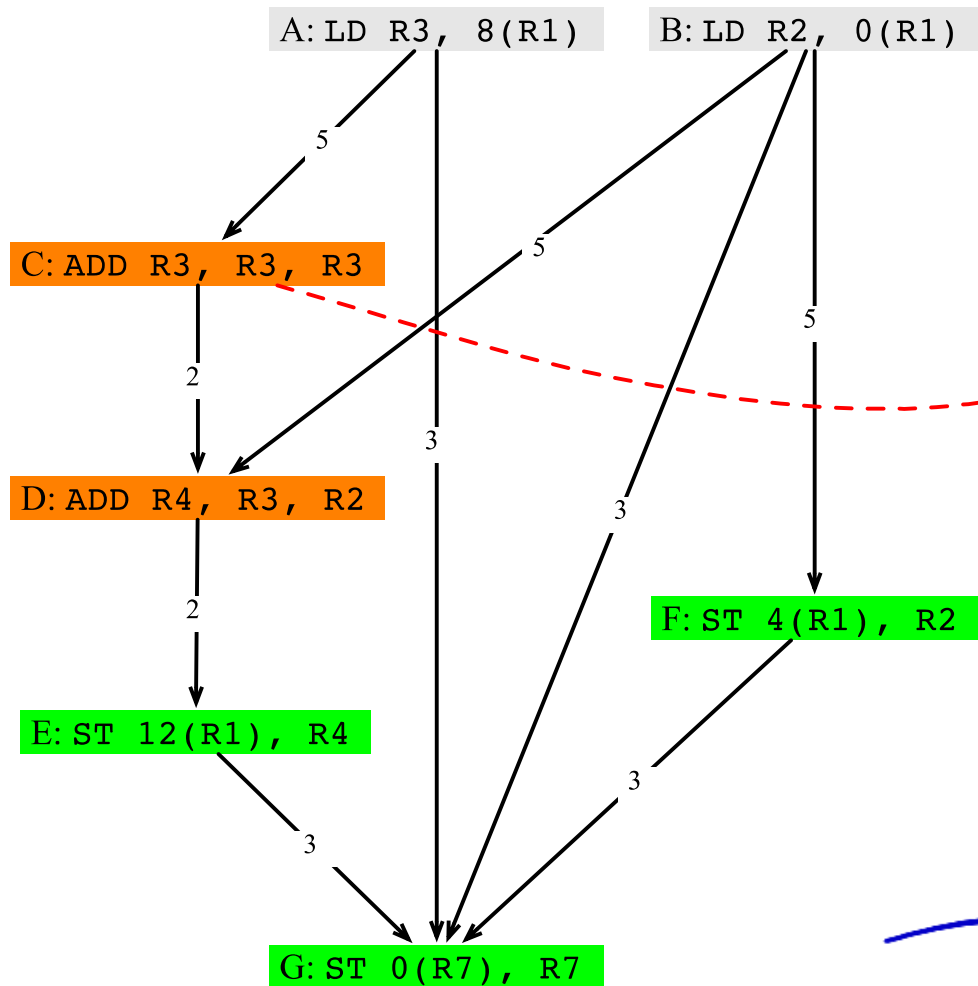 A: LD R3, 8(R1)
B: LD R2, 0(R1)
5
C: ADD R3, R3, R3
5
5
2
3
D: ADD R4, R3, R2
3
2
F: ST 4(R1), R2
E: ST 12(R1), R4
3
3
G: ST 0(R7), R7